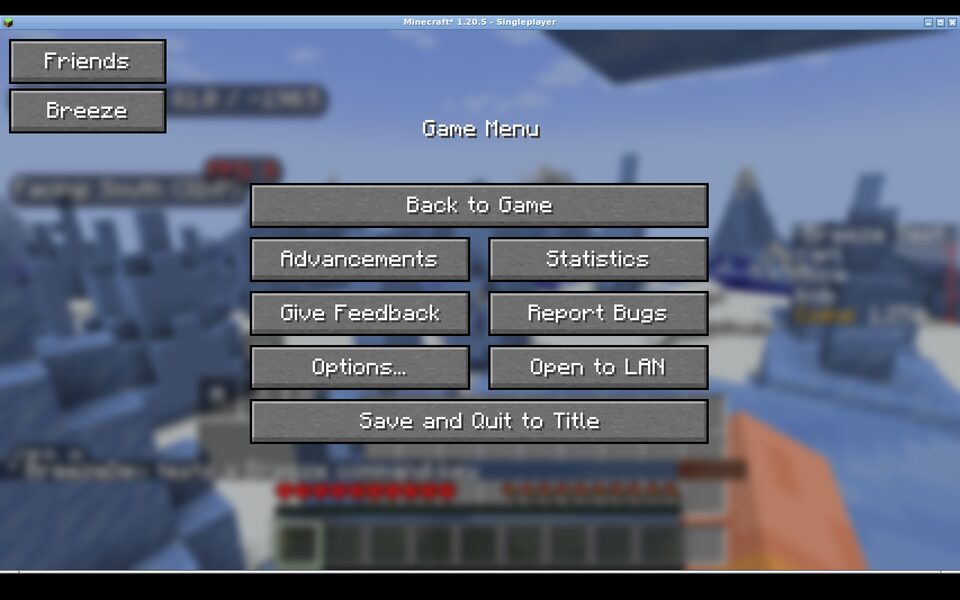 Minecraft* 1.20.5 - Singleplayer
Friends
Breeze
Game Menu
Back to Game
Advancements
Statistics
Give Feedback
Report Bugs
Options...
Open to LAN
Save and Quit to Title